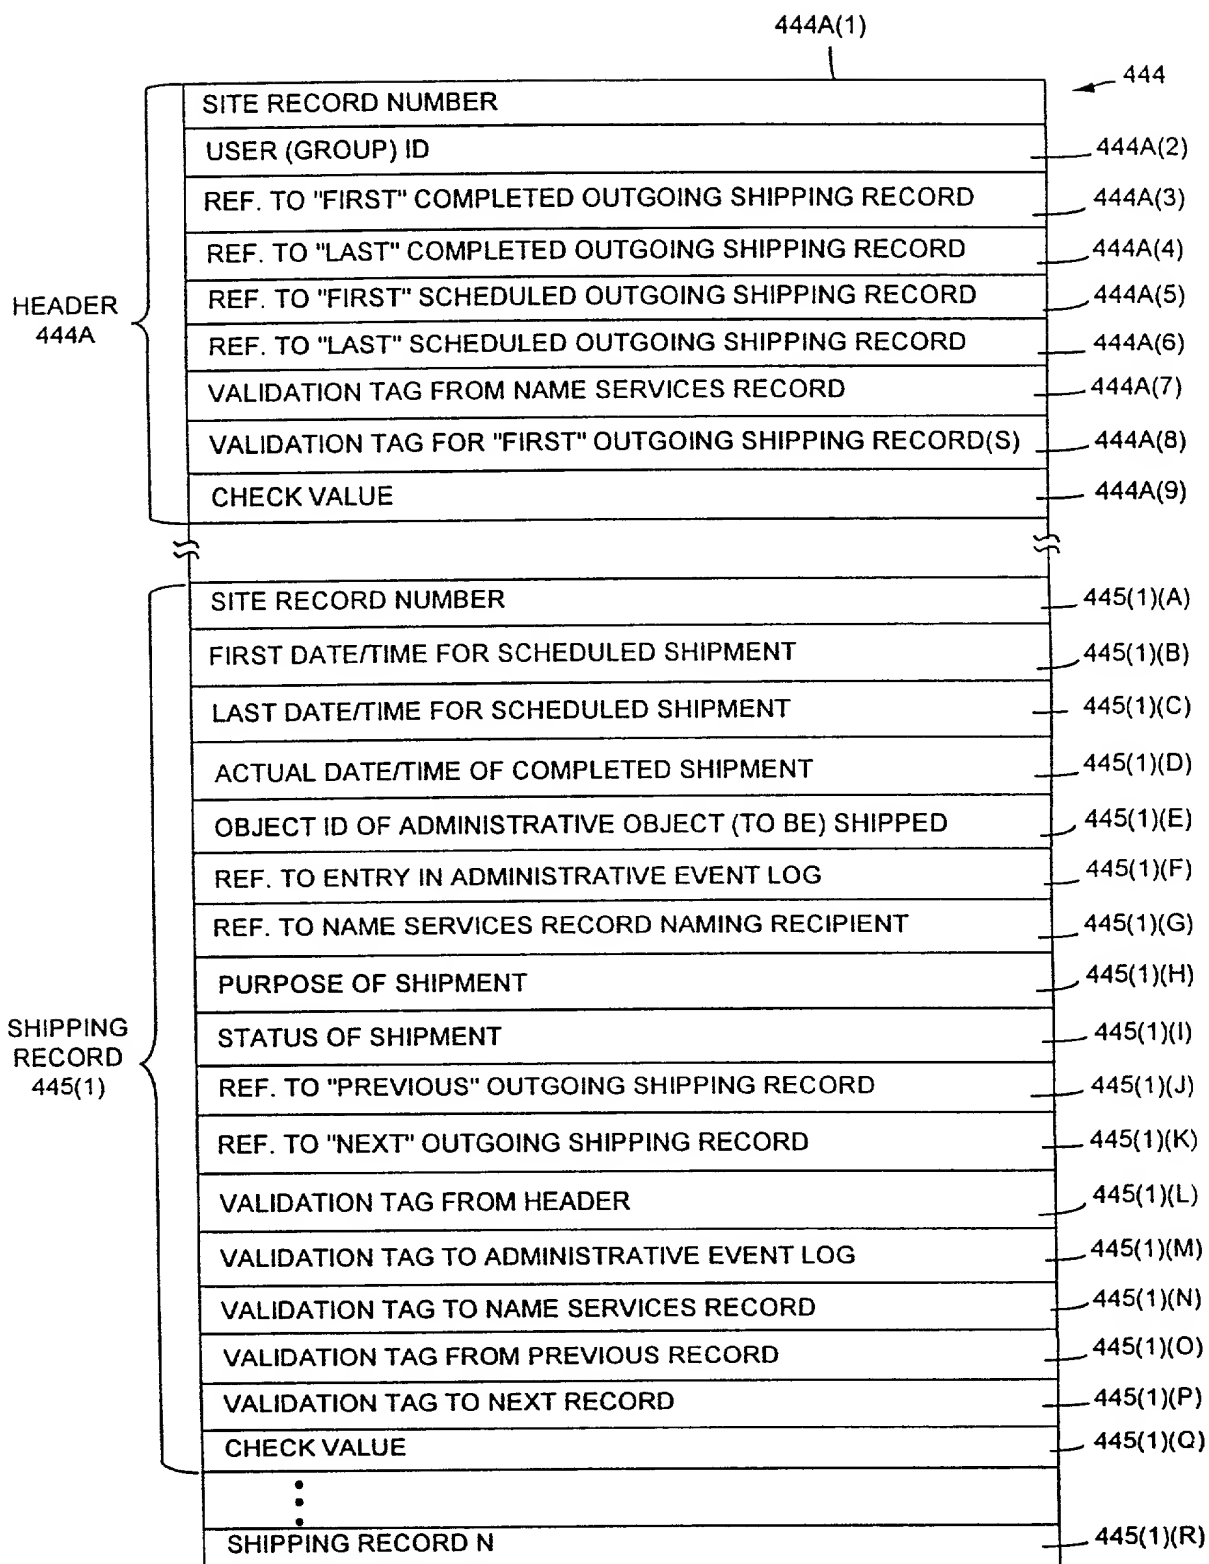 444A(1)
444
SITE RECORD NUMBER
USER (GROUP) ID 444A(2)
REF. TO "FIRST" COMPLETED OUTGOING SHIPPING RECORD 444A(3)
REF. TO "LAST" COMPLETED OUTGOING SHIPPING RECORD 444A(4)
REF. TO "FIRST" SCHEDULED OUTGOING SHIPPING RECORD 444A(5)
HEADER
444A
REF. TO "LAST" SCHEDULED OUTGOING SHIPPING RECORD 444A(6)
VALIDATION TAG FROM NAME SERVICES RECORD 444A(7)
VALIDATION TAG FOR "FIRST" OUTGOING SHIPPING RECORD(S) 444A(8)
CHECK VALUE 444A(9)
SITE RECORD NUMBER 445(1)(A)
FIRST DATE/TIME FOR SCHEDULED SHIPMENT 445(1)(B)
LAST DATE/TIME FOR SCHEDULED SHIPMENT 445(1)(C)
ACTUAL DATE/TIME OF COMPLETED SHIPMENT 445(1)(D)
OBJECT ID OF ADMINISTRATIVE OBJECT (TO BE) SHIPPED 445(1)(E)
REF. TO ENTRY IN ADMINISTRATIVE EVENT LOG 445(1)(F)
REF. TO NAME SERVICES RECORD NAMING RECIPIENT 445(1)(G)
PURPOSE OF SHIPMENT 445(1)(H)
SHIPPING
RECORD
445(1)
STATUS OF SHIPMENT 445(1)(I)
REF. TO "PREVIOUS" OUTGOING SHIPPING RECORD 445(1)(J)
REF. TO "NEXT" OUTGOING SHIPPING RECORD 445(1)(K)
VALIDATION TAG FROM HEADER 445(1)(L)
VALIDATION TAG TO ADMINISTRATIVE EVENT LOG 445(1)(M)
VALIDATION TAG TO NAME SERVICES RECORD 445(1)(N)
VALIDATION TAG FROM PREVIOUS RECORD 445(1)(O)
VALIDATION TAG TO NEXT RECORD 445(1)(P)
CHECK VALUE 445(1)(Q)
SHIPPING RECORD N 445(1)(R)